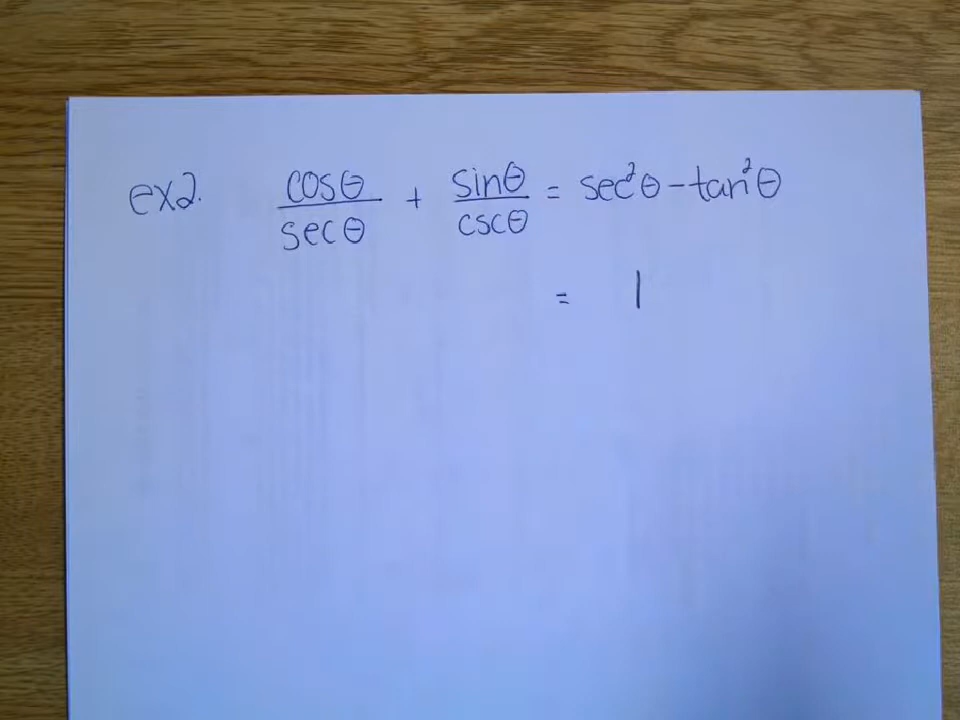 ex2. cosθ/secθ + sinθ/cscθ = sec²θ - tan²θ
= 1